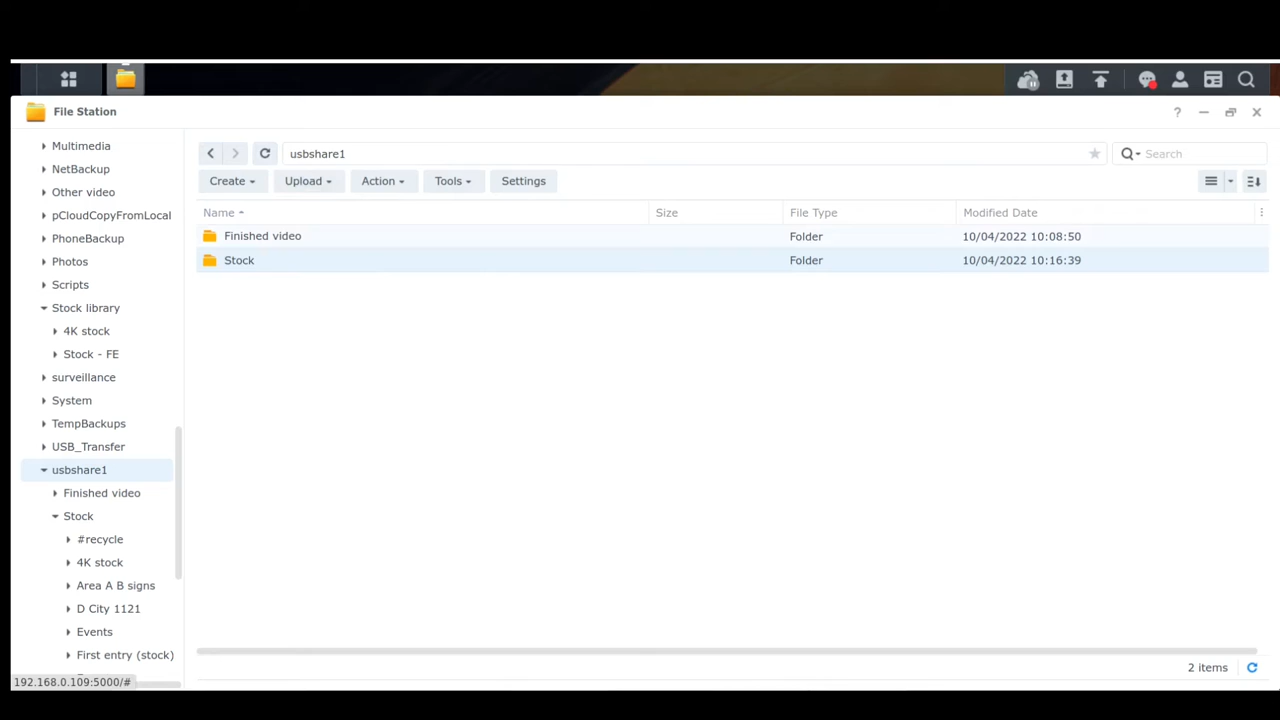 File Station
Multimedia
NetBackup
Other video
pCloudCopyFromLocal
PhoneBackup
Photos
Scripts
Stock library
4K stock
Stock - FE
surveillance
System
TempBackups
USB_Transfer
usbshare1
Finished video
Stock
#recycle
4K stock
Area A B signs
D City 1121
Events
First entry (stock)
192.168.0.109:5000/#
usbshare1
Search
Create Upload Action Tools Settings
Name Size File Type Modified Date
Finished video Folder 10/04/2022 10:08:50
Stock Folder 10/04/2022 10:16:39
2 items